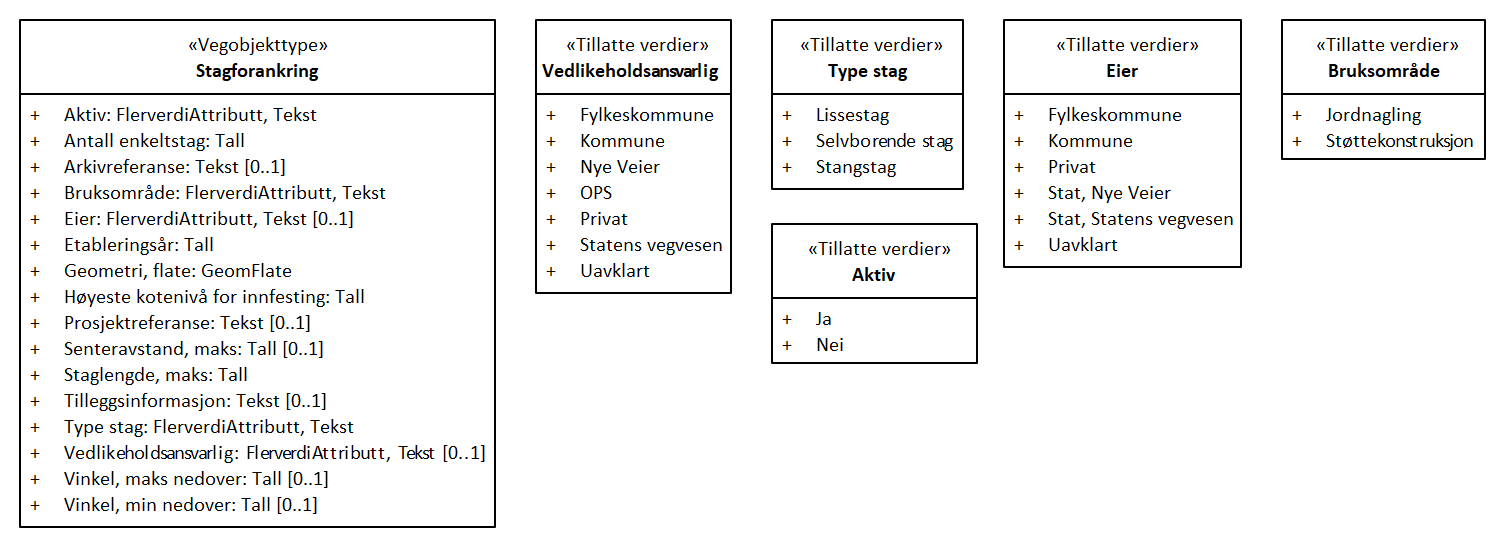 «Vegobjekttype»
Stagforankring
+ Aktiv: FlerverdiAttributt, Tekst
+ Antall enkeltstag: Tall
+ Arkivreferanse: Tekst [0..1]
+ Bruksområde: FlerverdiAttributt, Tekst
+ Eier: FlerverdiAttributt, Tekst [0..1]
+ Etableringsår: Tall
+ Geometri, flate: GeomFlate
+ Høyeste kotenivå for innfesting: Tall
+ Prosjektreferanse: Tekst [0..1]
+ Senteravstand, maks: Tall [0..1]
+ Staglengde, maks: Tall
+ Tilleggsinformasjon: Tekst [0..1]
+ Type stag: FlerverdiAttributt, Tekst
+ Vedlikeholdsansvarlig: FlerverdiAttributt, Tekst [0..1]
+ Vinkel, maks nedover: Tall [0..1]
+ Vinkel, min nedover: Tall [0..1]
«Tillatte verdier»
Vedlikeholdsansvarlig
+ Fylkeskommune
+ Kommune
+ Nye Veier
+ OPS
+ Privat
+ Statens vegvesen
+ Uavklart
«Tillatte verdier»
Type stag
+ Lissestag
+ Selvborende stag
+ Stangstag
«Tillatte verdier»
Aktiv
+ Ja
+ Nei
«Tillatte verdier»
Eier
+ Fylkeskommune
+ Kommune
+ Privat
+ Stat, Nye Veier
+ Stat, Statens vegvesen
+ Uavklart
«Tillatte verdier»
Bruksområde
+ Jordnagling
+ Støttekonstruksjon